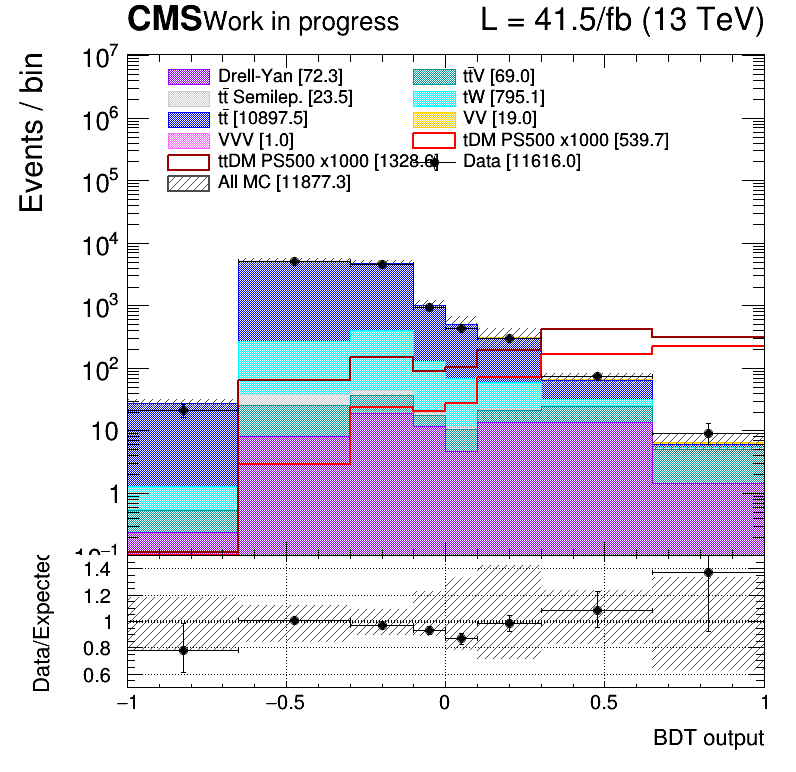 CMS Work in progress L = 41.5/fb (13 TeV)
Events / bin
10⁷
10⁶
10⁵
10⁴
10³
10²
10
1
10⁻¹
Drell-Yan [72.3] tt̄V [69.0]
tt̄ Semilep. [23.5] tW [795.1]
tt̄ [10897.5] VV [19.0]
VVV [1.0] tDM PS500 x1000 [539.7]
ttDM PS500 x1000 [1328.6] Data [11616.0]
All MC [11877.3]
Data/Expected
1.4
1.2
1
0.8
0.6
−1 −0.5 0 0.5 1
BDT output